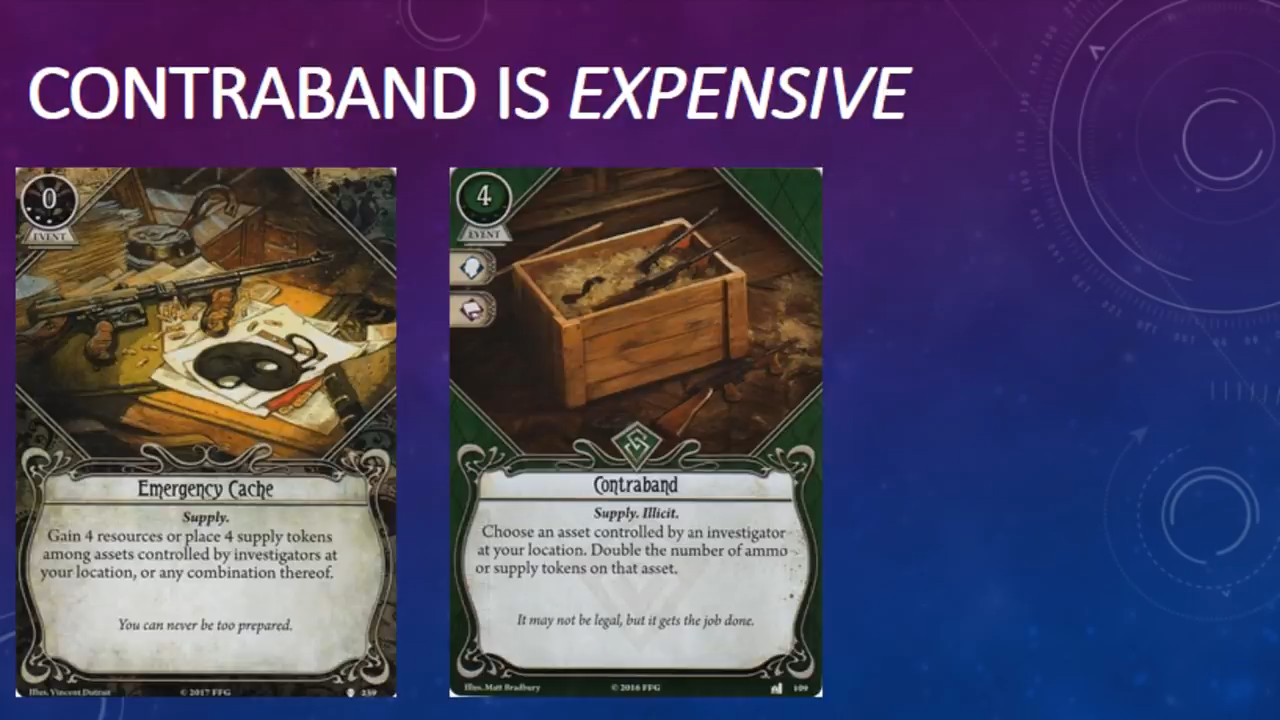 CONTRABAND IS EXPENSIVE
0
EVENT
Emergency Cache
Supply.
Gain 4 resources or place 4 supply tokens
among assets controlled by investigators at
your location, or any combination thereof.
You can never be too prepared.
Illus. Vincent Dutrait
© 2017 FFG
239
4
EVENT
Contraband
Supply. Illicit.
Choose an asset controlled by an investigator
at your location. Double the number of ammo
or supply tokens on that asset.
It may not be legal, but it gets the job done.
Illus. Matt Bradbury
© 2016 FFG
109